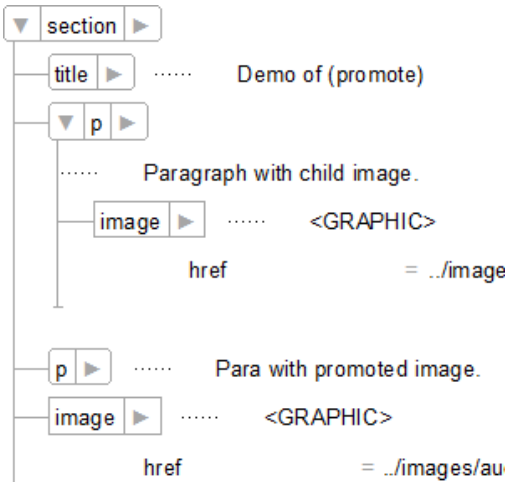 section
title ...... Demo of (promote)
p
...... Paragraph with child image.
image ...... <GRAPHIC>
href = ../image
p ...... Para with promoted image.
image ...... <GRAPHIC>
href = ../images/au